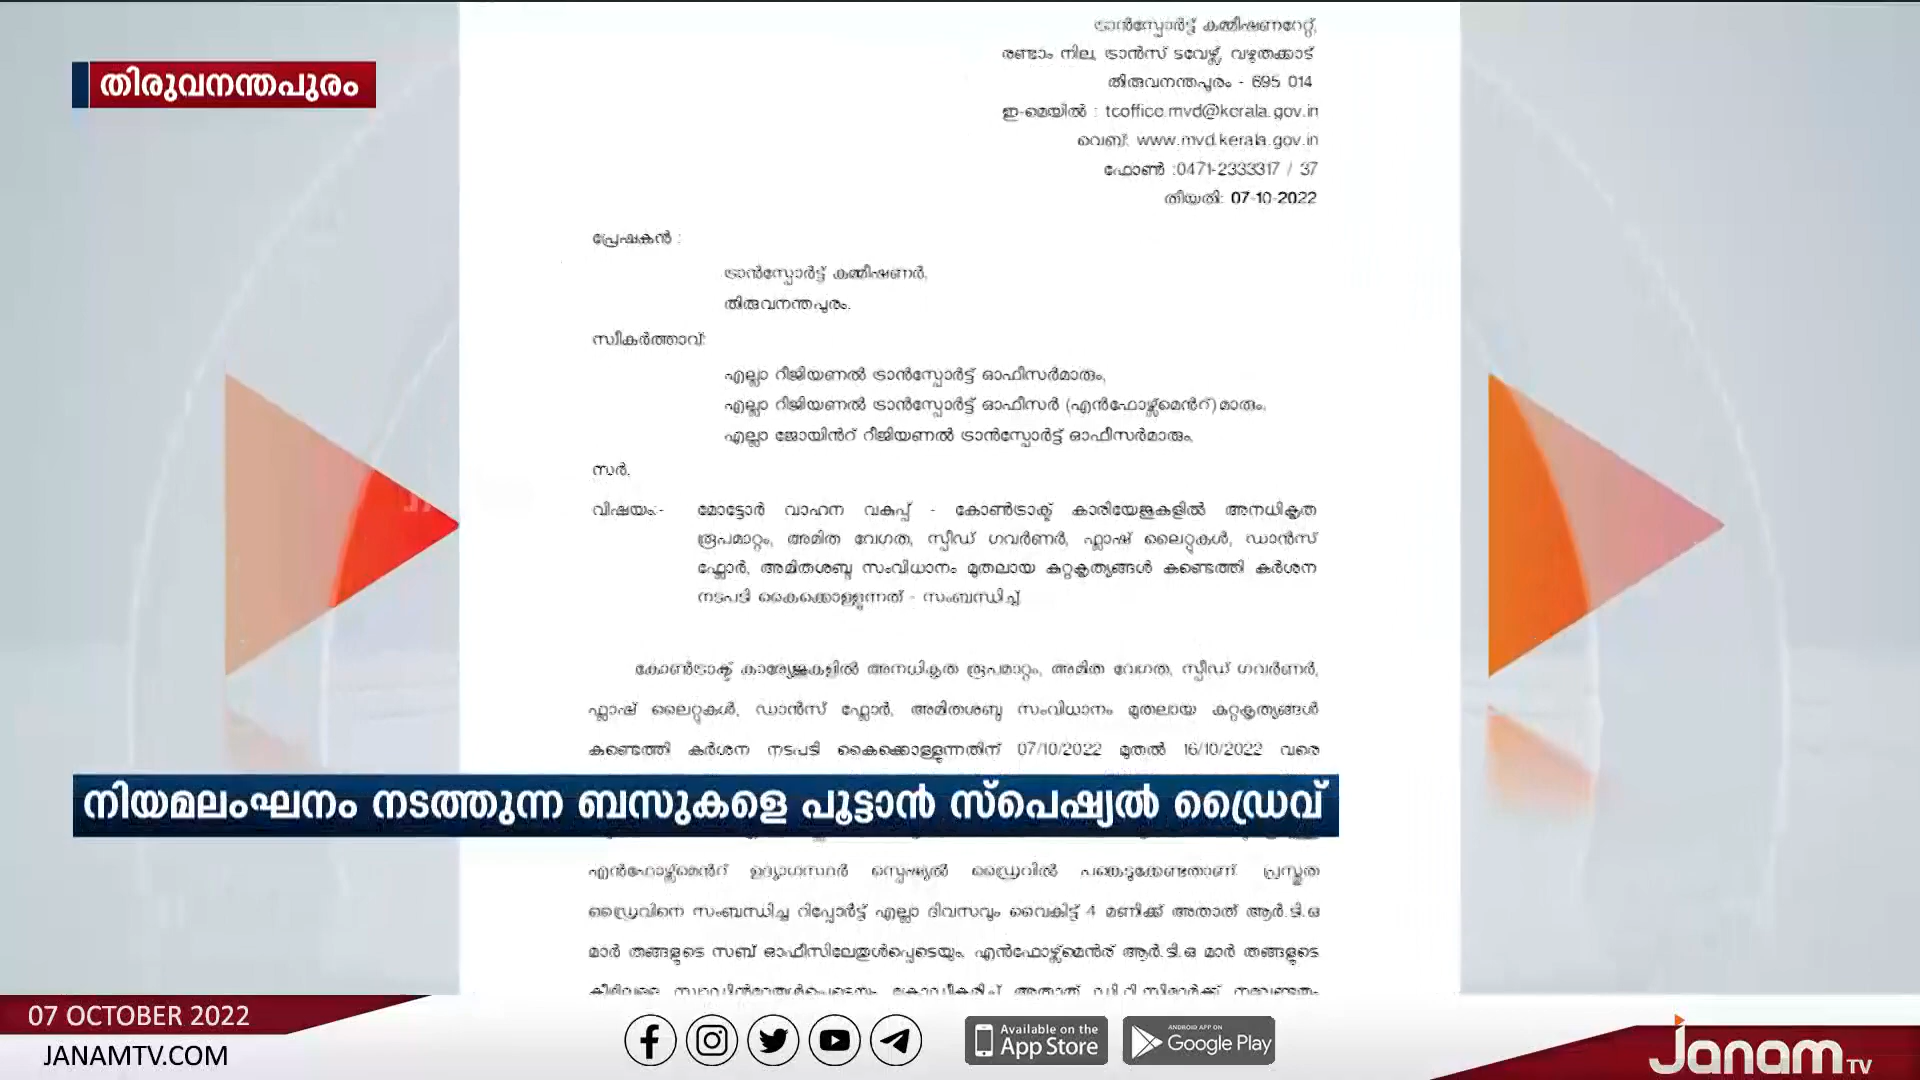 ട്രാൻസ്പോർട്ട് കമ്മീഷണറേറ്റ്,
രണ്ടാം നില, ട്രാൻസ് ടവേഴ്സ്, വഴുതക്കാട്
തിരുവനന്തപുരം
തിരുവനന്തപുരം - 695 014
ഇ-മെയിൽ : tcoffice.mvd@kerala.gov.in
വെബ്: www.mvd.kerala.gov.in
ഫോൺ :0471-2333317 / 37
തീയതി: 07-10-2022
പ്രേഷകൻ :
ട്രാൻസ്പോർട്ട് കമ്മീഷണർ,
തിരുവനന്തപുരം.
സ്വീകർത്താവ്:
എല്ലാ റീജിയണൽ ട്രാൻസ്പോർട്ട് ഓഫീസർമാരും,
എല്ലാ റീജിയണൽ ട്രാൻസ്പോർട്ട് ഓഫീസർ (എൻഫോഴ്സ്മെൻറ്)മാരും,
എല്ലാ ജോയിൻറ് റീജിയണൽ ട്രാൻസ്പോർട്ട് ഓഫീസർമാരും,
സർ,
വിഷയം:- മോട്ടോർ വാഹന വകുപ്പ് - കോൺട്രാക്ട് കാരിയേജുകളിൽ അനധികൃത
രൂപമാറ്റം, അമിത വേഗത, സ്പീഡ് ഗവർണർ, ഫ്ലാഷ് ലൈറ്റുകൾ, ഡാൻസ്
ഫ്ലോർ, അമിതശബ്ദ സംവിധാനം മുതലായ കുറ്റകൃത്യങ്ങൾ കണ്ടെത്തി കർശന
നടപടി കൈക്കൊള്ളുന്നത് - സംബന്ധിച്ച്
കോൺട്രാക്ട് കാര്യേജുകളിൽ അനധികൃത രൂപമാറ്റം, അമിത വേഗത, സ്പീഡ് ഗവർണർ,
ഫ്ലാഷ് ലൈറ്റുകൾ, ഡാൻസ് ഫ്ലോർ, അമിതശബ്ദ സംവിധാനം മുതലായ കുറ്റകൃത്യങ്ങൾ
കണ്ടെത്തി കർശന നടപടി കൈക്കൊള്ളുന്നതിന് 07/10/2022 മുതൽ 16/10/2022 വരെ
നിയമലംഘനം നടത്തുന്ന ബസുകളെ പൂട്ടാൻ സ്പെഷ്യൽ ഡ്രൈവ്
എൻഫോഴ്സ്മെൻറ് ഉദ്യോഗസ്ഥർ സ്പെഷ്യൽ ഡ്രൈവിൽ പങ്കെടുക്കേണ്ടതാണ്. പ്രസ്തുത
ഡ്രൈവിനെ സംബന്ധിച്ച റിപ്പോർട്ട് എല്ലാ ദിവസവും വൈകിട്ട് 4 മണിക്ക് അതാത് ആർ.ടി.ഒ
മാർ തങ്ങളുടെ സബ് ഓഫീസിലേതുൾപ്പെടെയും, എൻഫോഴ്സ്മെൻറ് ആർ.ടി.ഒ മാർ തങ്ങളുടെ
07 OCTOBER 2022
JANAMTV.COM
Available on the
App Store
ANDROID APP ON
Google Play
Janam TV